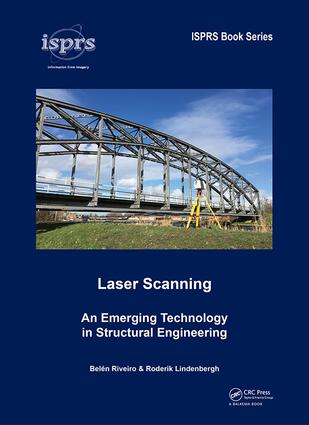 isprs
information from imagery
ISPRS Book Series
Laser Scanning
An Emerging Technology
in Structural Engineering
Belén Riveiro & Roderik Lindenbergh
CRC Press
Taylor & Francis Group
A BALKEMA BOOK